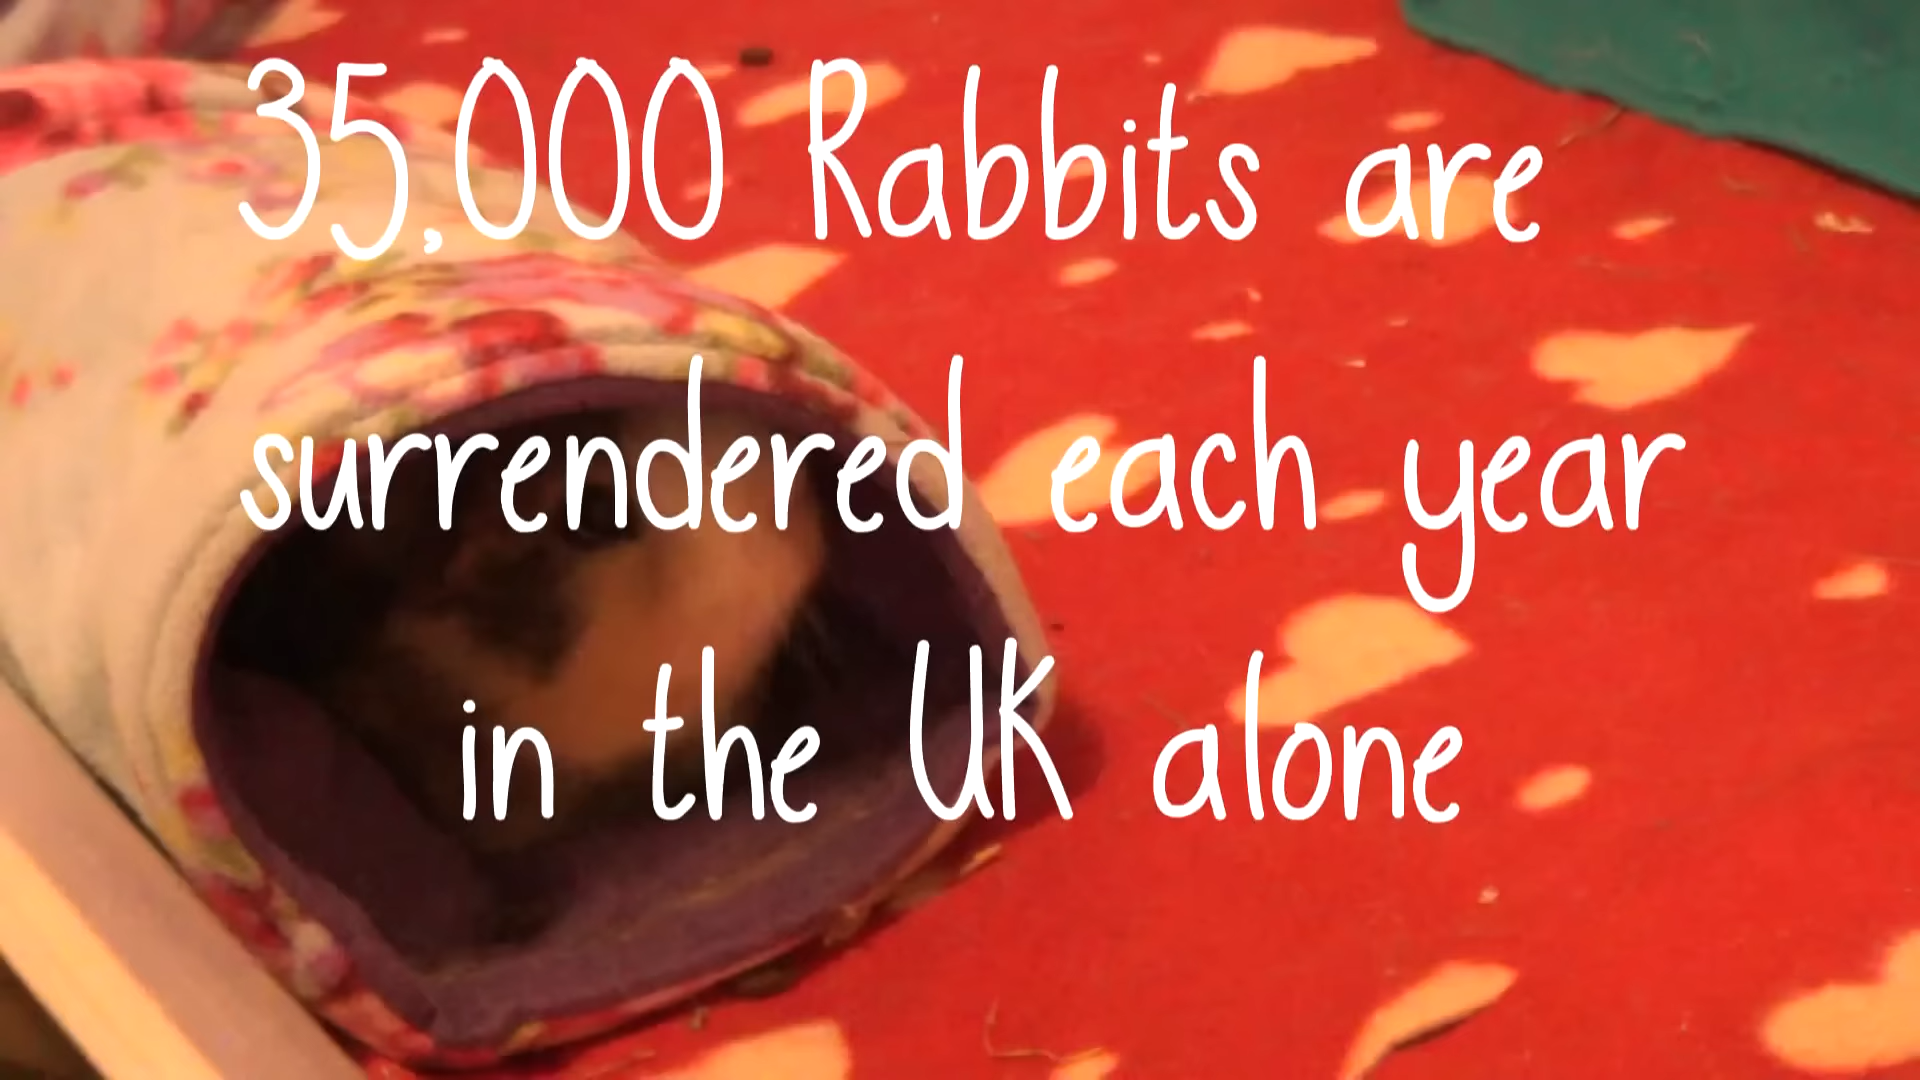 35,000 Rabbits are
surrendered each year
in the UK alone